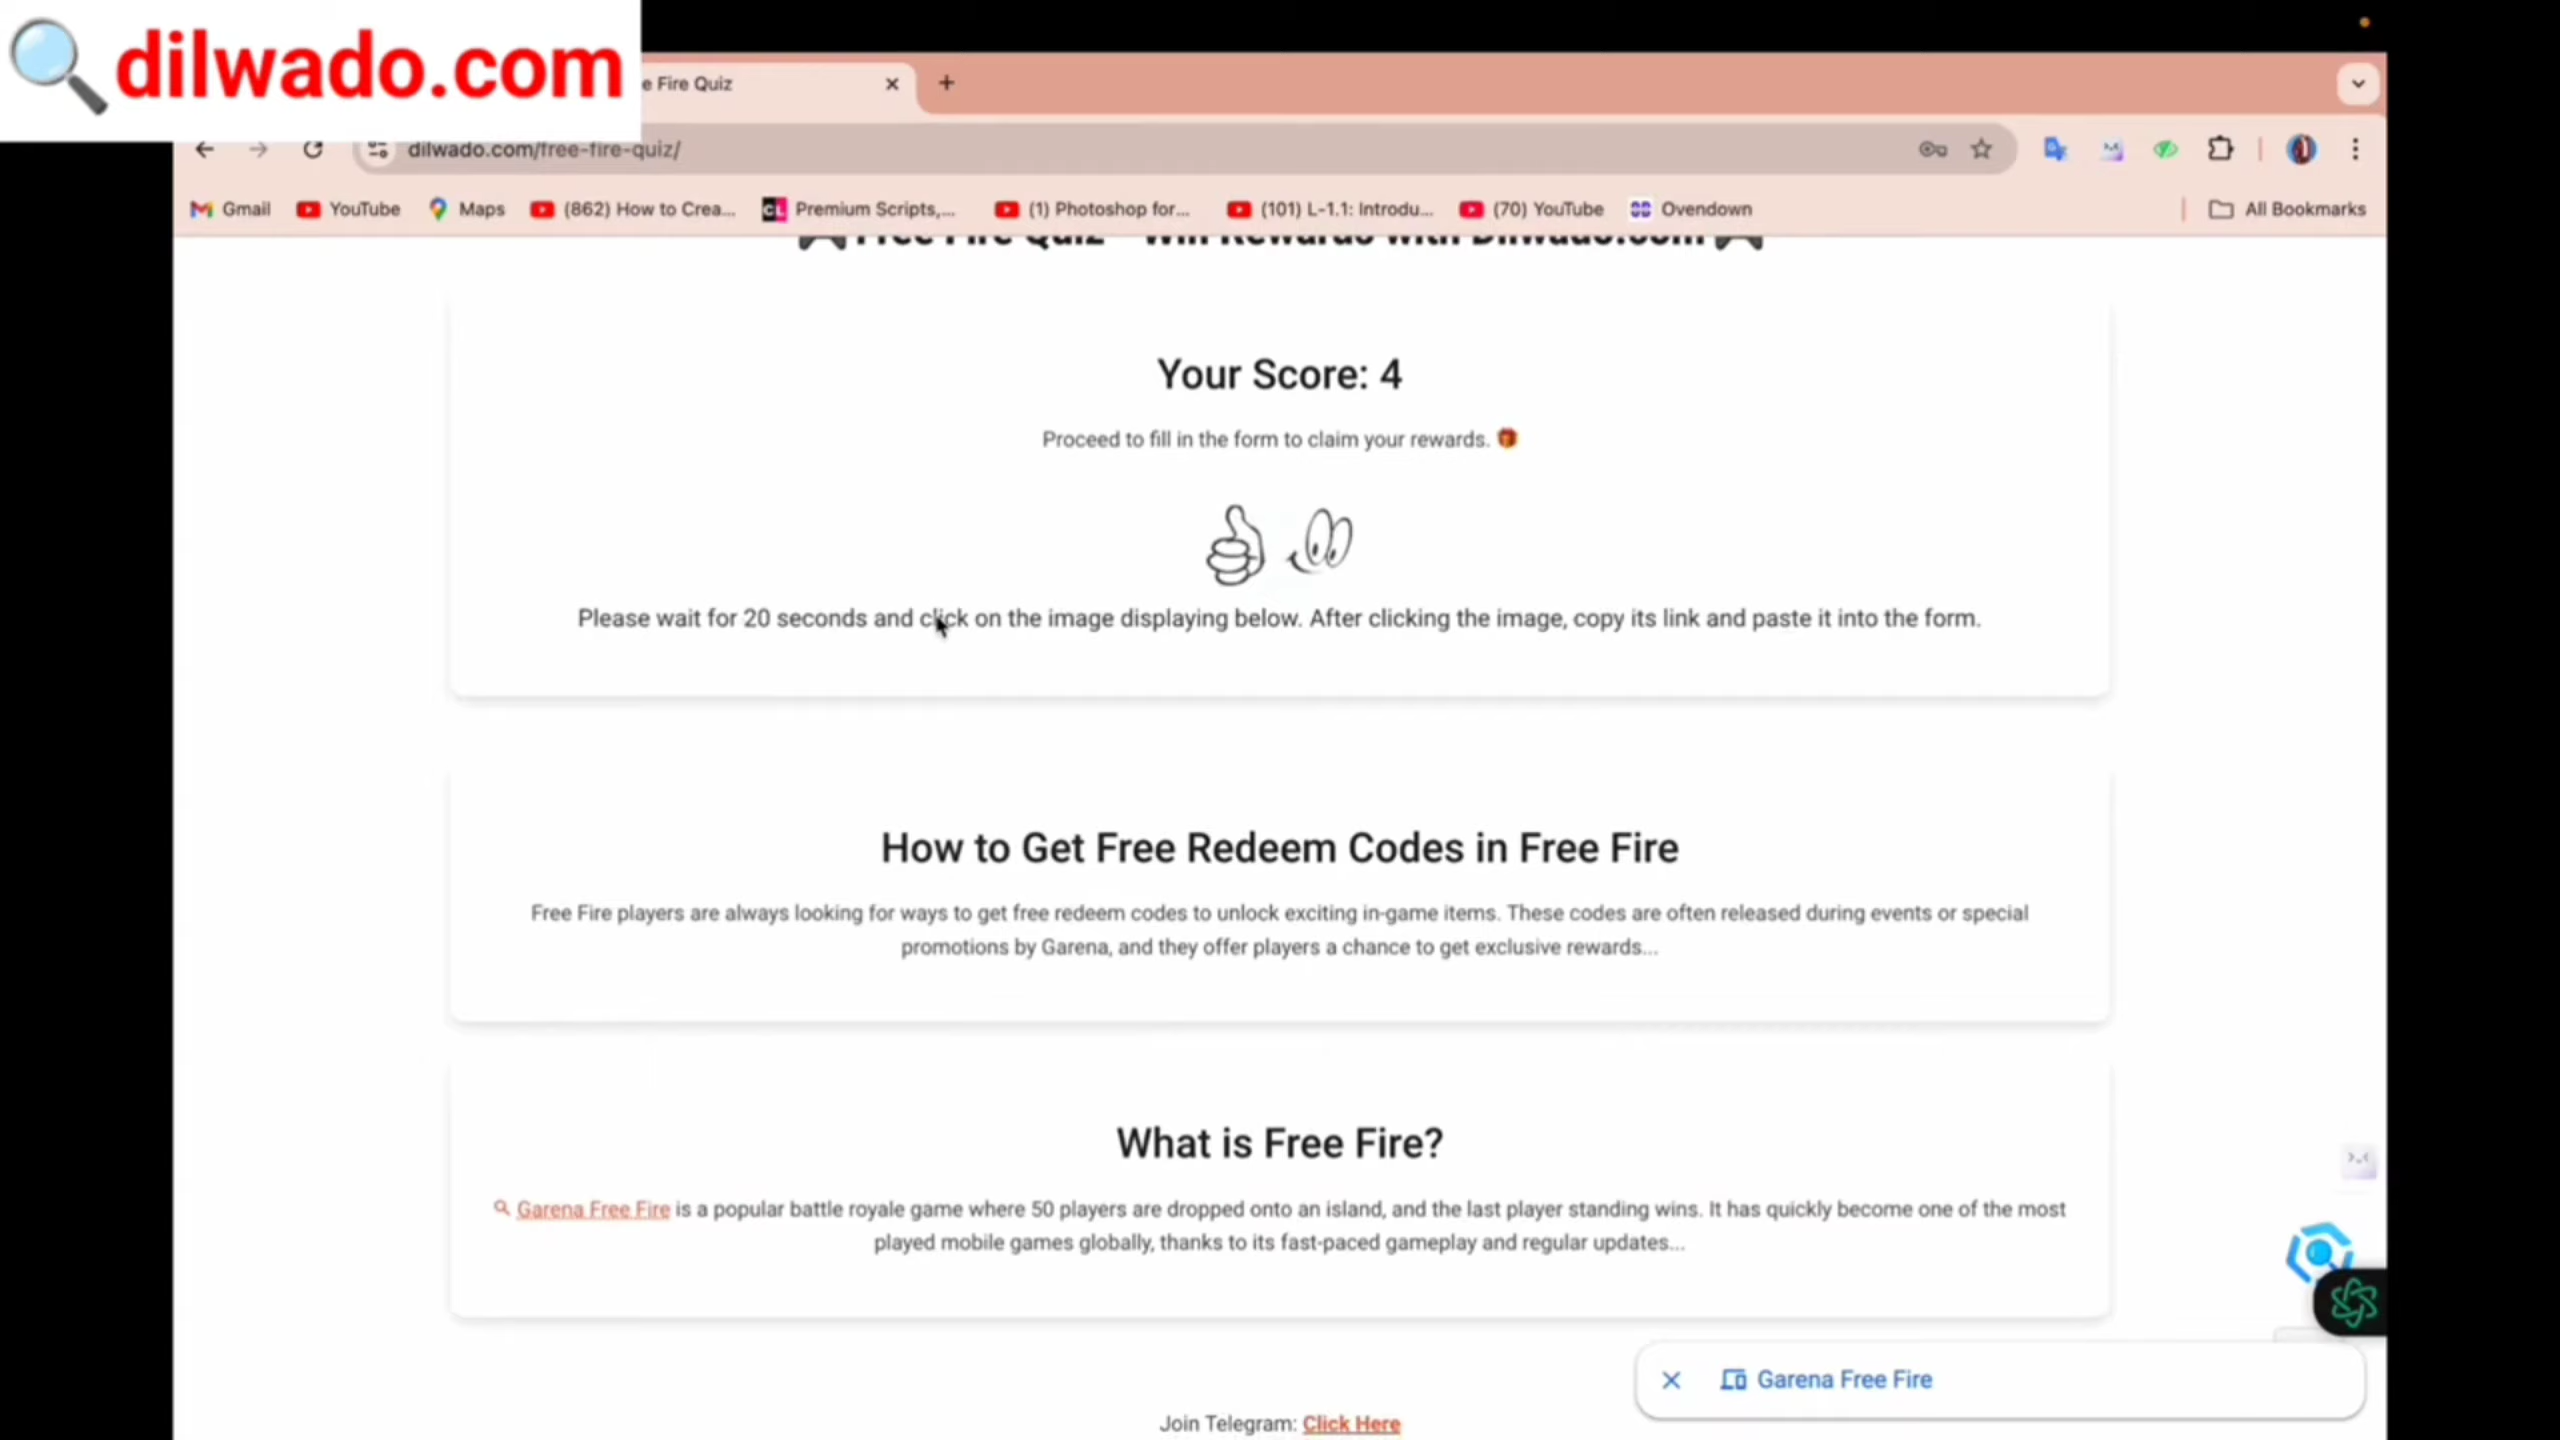 dilwado.com
e Fire Quiz
dilwado.com/free-fire-quiz/
Gmail
YouTube
Maps
(862) How to Crea...
CL
Premium Scripts,...
(1) Photoshop for...
(101) L-1.1: Introdu...
(70) YouTube
Ovendown
All Bookmarks
Free Fire Quiz - Win Rewards with Dilwado.com
Your Score: 4
Proceed to fill in the form to claim your rewards. 🎁
Please wait for 20 seconds and click on the image displaying below. After clicking the image, copy its link and paste it into the form.
How to Get Free Redeem Codes in Free Fire
Free Fire players are always looking for ways to get free redeem codes to unlock exciting in-game items. These codes are often released during events or special
promotions by Garena, and they offer players a chance to get exclusive rewards...
What is Free Fire?
Garena Free Fire is a popular battle royale game where 50 players are dropped onto an island, and the last player standing wins. It has quickly become one of the most
played mobile games globally, thanks to its fast-paced gameplay and regular updates...
Garena Free Fire
Join Telegram: Click Here